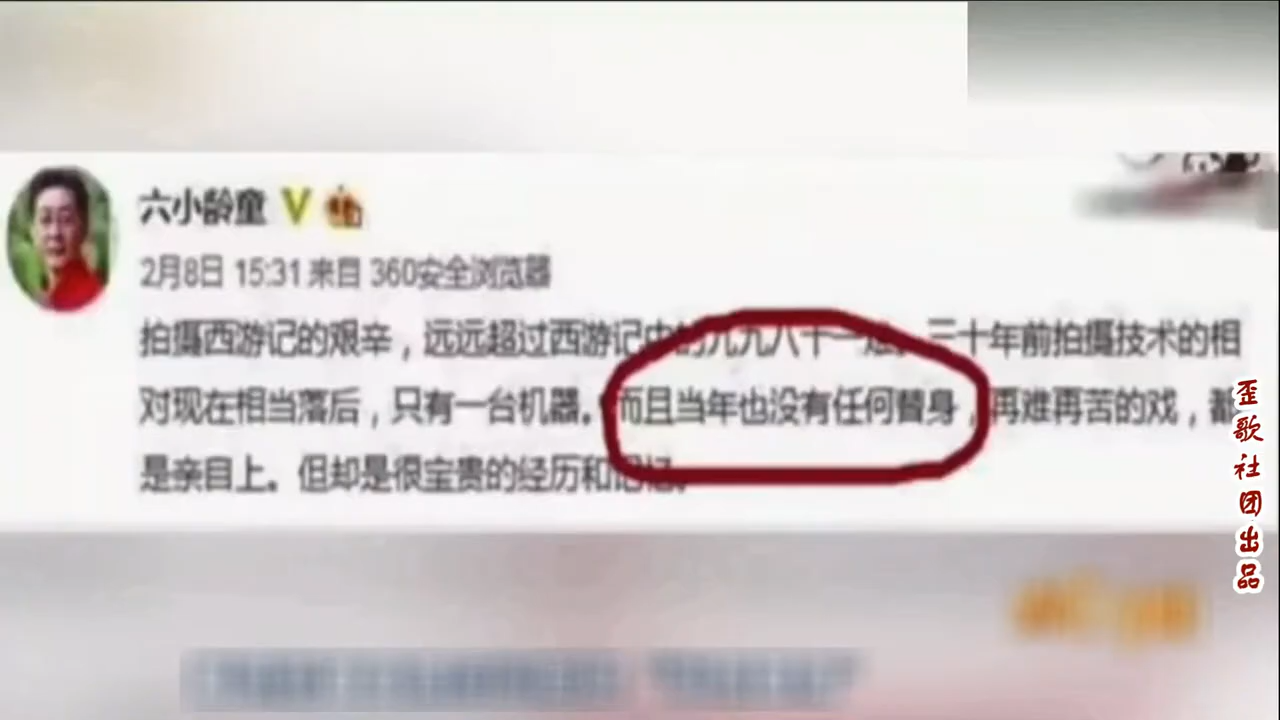 六小龄童
2月8日 15:31 来自 360安全浏览器
拍摄西游记的艰辛，远远超过西游记中的九九八十一难。三十年前拍摄技术的相
对现在相当落后，只有一台机器。而且当年也没有任何替身，再难再苦的戏，都
是亲自上。但却是很宝贵的经历和记忆。
歪歌社团出品